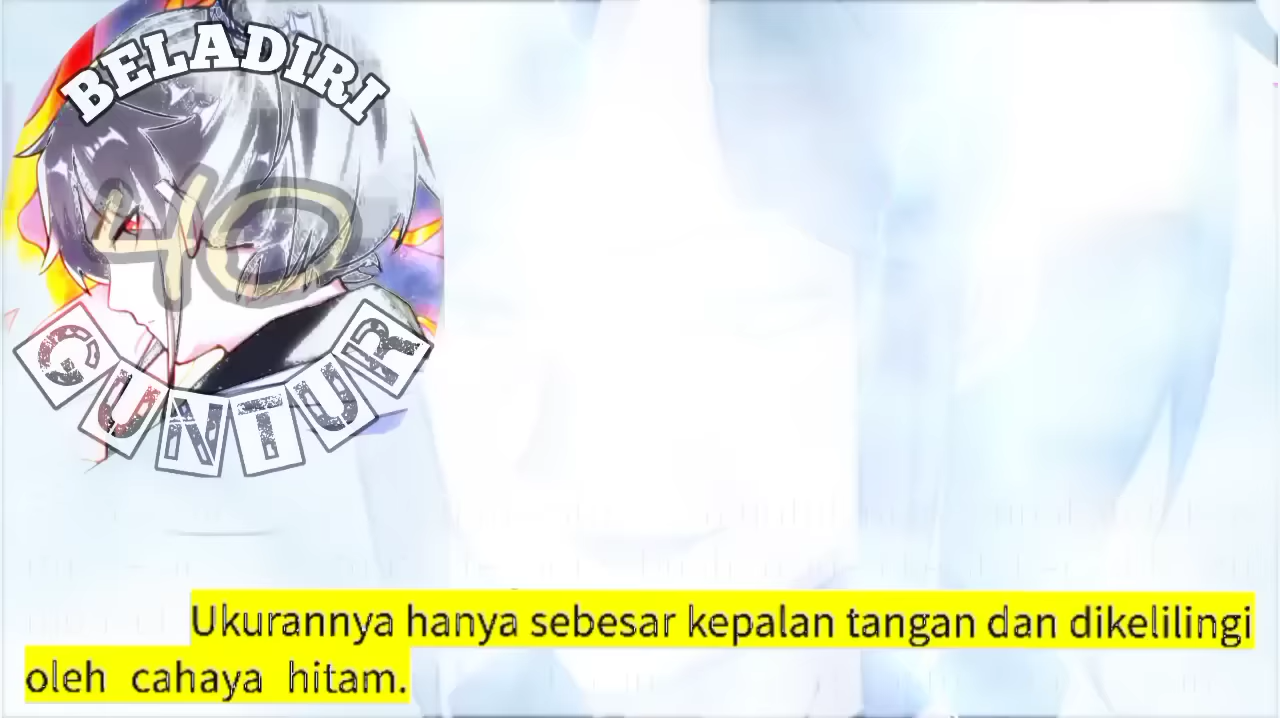 BELADIRI
40
GUNTUR
Ukurannya hanya sebesar kepalan tangan dan dikelilingi
oleh cahaya hitam.